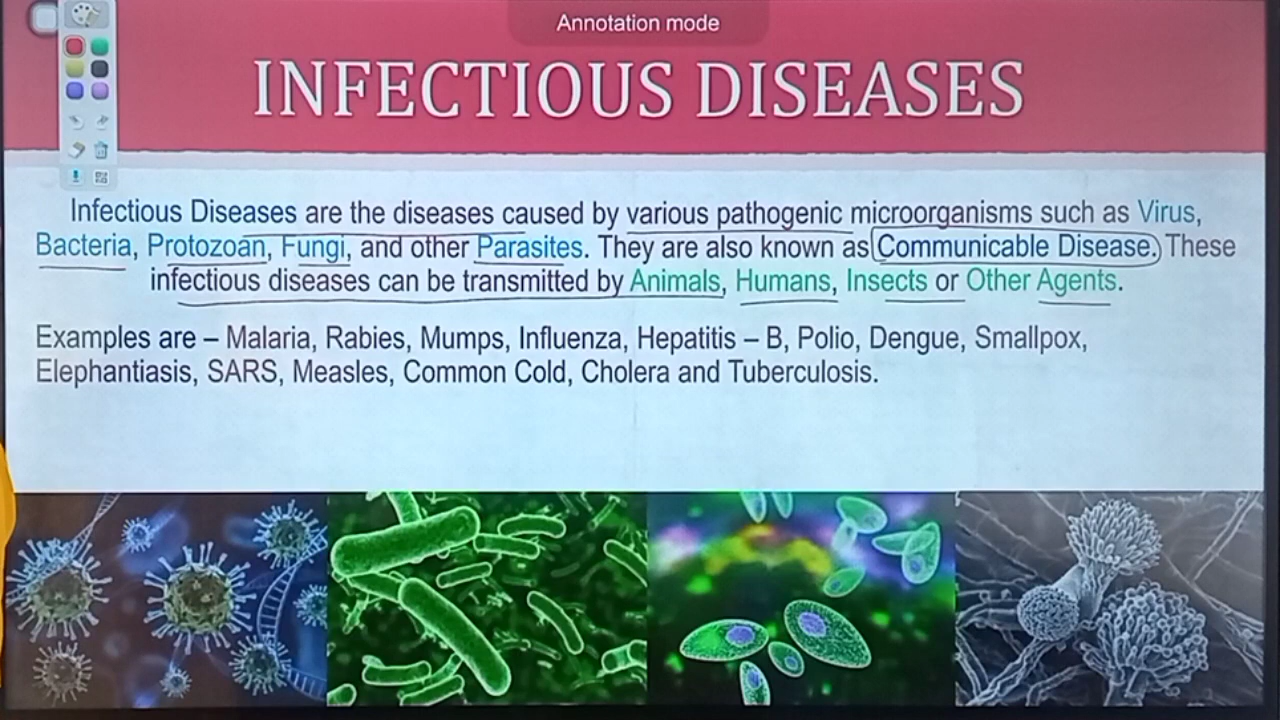 Annotation mode
INFECTIOUS DISEASES
Infectious Diseases are the diseases caused by various pathogenic microorganisms such as Virus,
Bacteria, Protozoan, Fungi, and other Parasites. They are also known as Communicable Disease. These
infectious diseases can be transmitted by Animals, Humans, Insects or Other Agents.
Examples are – Malaria, Rabies, Mumps, Influenza, Hepatitis – B, Polio, Dengue, Smallpox,
Elephantiasis, SARS, Measles, Common Cold, Cholera and Tuberculosis.